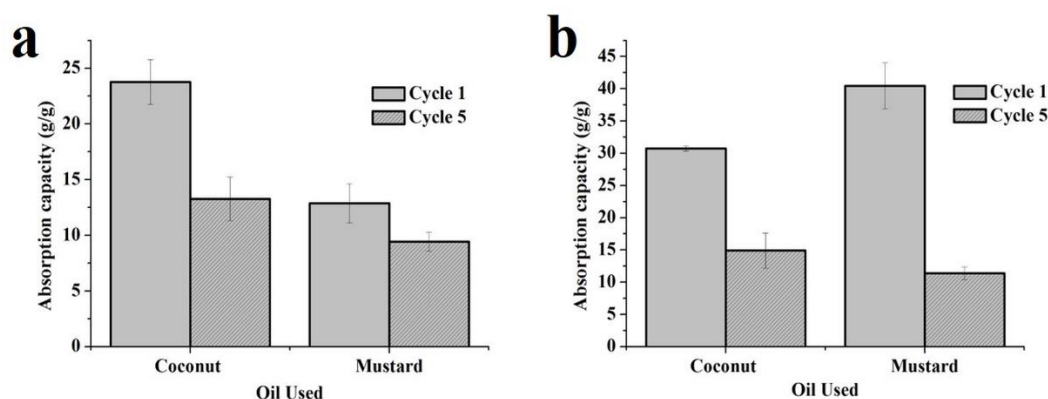 a
Absorption capacity (g/g)
25
20
15
10
5
0
Cycle 1
Cycle 5
Coconut
Mustard
Oil Used
b
Absorption capacity (g/g)
45
40
35
30
25
20
15
10
5
0
Cycle 1
Cycle 5
Coconut
Mustard
Oil Used